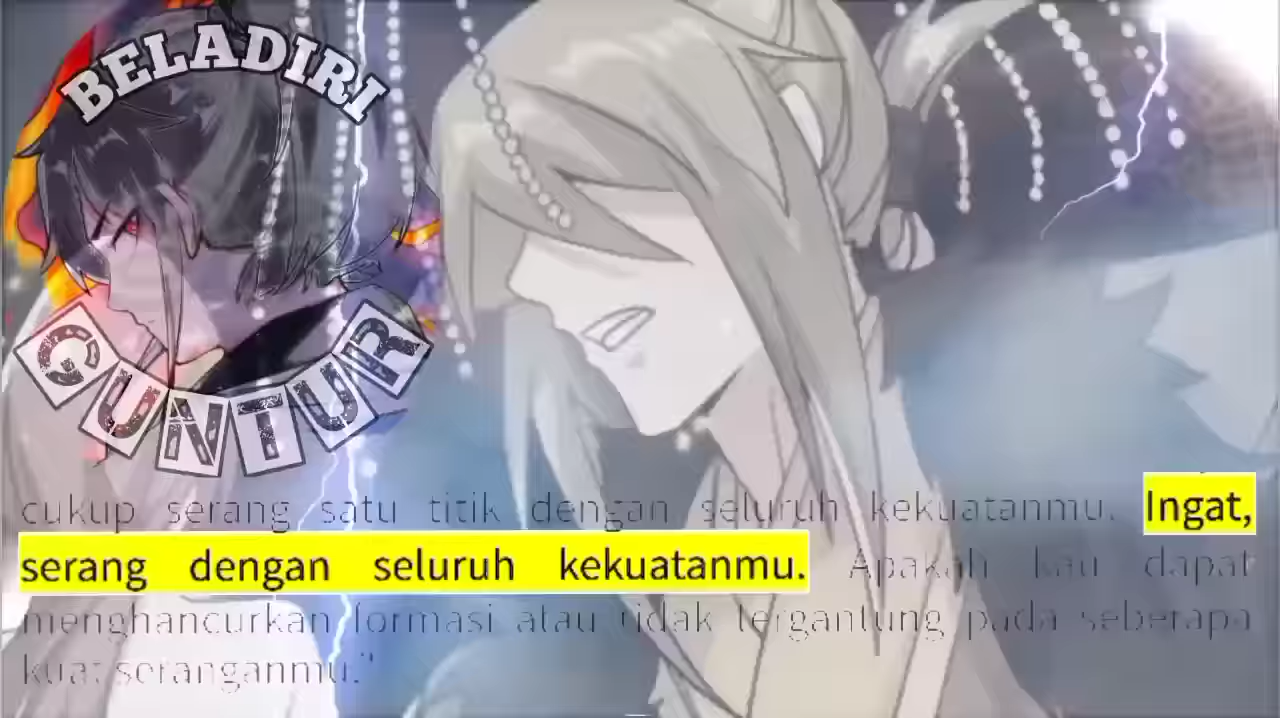 BELADIRI
GUNTUR
cukup serang satu titik dengan seluruh kekuatanmu. Ingat,
serang dengan seluruh kekuatanmu. Apakah kau dapat
menghancurkan formasi atau tidak tergantung pada seberapa
kuat seranganmu."